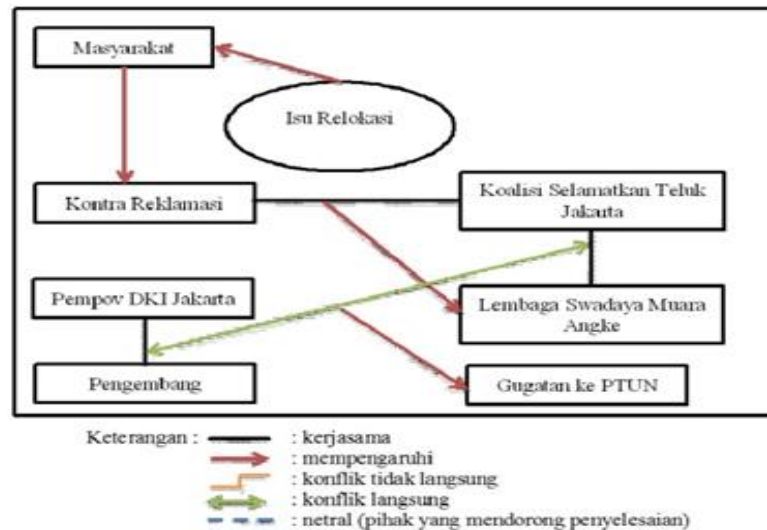 Masyarakat
Isu Relokasi
Kontra Reklamasi
Koalisi Selamatkan Teluk
Jakarta
Pempov DKI Jakarta
Lembaga Swadaya Muara
Angke
Pengembang
Gugatan ke PTUN
Keterangan :
: kerjasama
: mempengaruhi
: konflik tidak langsung
: konflik langsung
: netral (pihak yang mendorong penyelesaian)